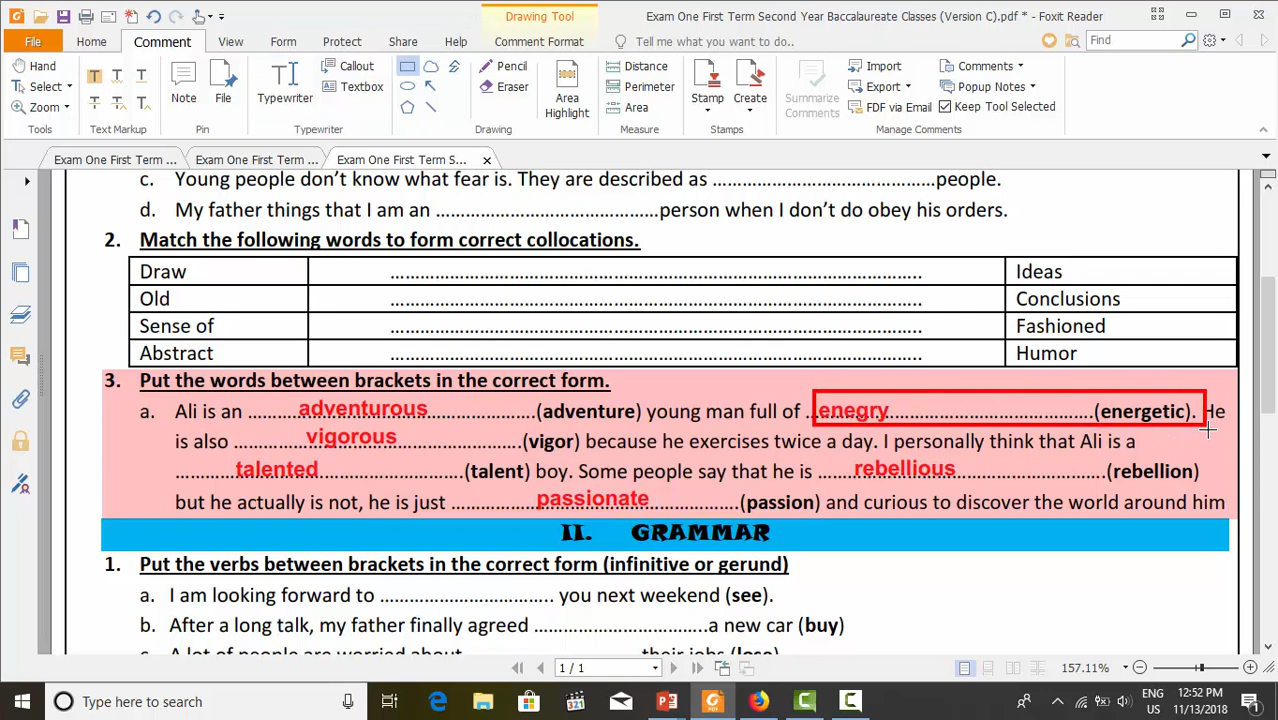 Drawing Tool
Exam One First Term Second Year Baccalaureate Classes (Version C).pdf * - Foxit Reader
File Home Comment View Form Protect Share Help Comment Format Tell me what you want to do... Find
Hand
Select
Zoom
Tools
Text Markup
Note
File
Pin
Typewriter
Callout
Textbox
Typewriter
Pencil
Eraser
Area Highlight
Drawing
Distance
Perimeter
Area
Measure
Stamp
Create
Stamps
Summarize Comments
Import
Export
FDF via Email
Comments
Popup Notes
Keep Tool Selected
Manage Comments
Exam One First Term ... Exam One First Term ... Exam One First Term S...
c. Young people don't know what fear is. They are described as ………………………………people.
d. My father things that I am an ………………………………person when I don't do obey his orders.
2. Match the following words to form correct collocations.
Draw ……………………………………………………………………………… Ideas
Old ……………………………………………………………………………… Conclusions
Sense of ……………………………………………………………………………… Fashioned
Abstract ……………………………………………………………………………… Humor
3. Put the words between brackets in the correct form.
a. Ali is an ………adventurous………………(adventure) young man full of …enegry……………………………(energetic). He
is also …………vigorous……………………(vigor) because he exercises twice a day. I personally think that Ali is a
………talented……………………(talent) boy. Some people say that he is ……rebellious……………………(rebellion)
but he actually is not, he is just …………passionate…………(passion) and curious to discover the world around him
II. GRAMMAR
1. Put the verbs between brackets in the correct form (infinitive or gerund)
a. I am looking forward to …………………………….. you next weekend (see).
b. After a long talk, my father finally agreed ……………………………..a new car (buy)
c. A lot of people are worried about ……………………………their jobs (lose)
1 / 1
157.11%
Type here to search
321
ENG
US
12:52 PM
11/13/2018